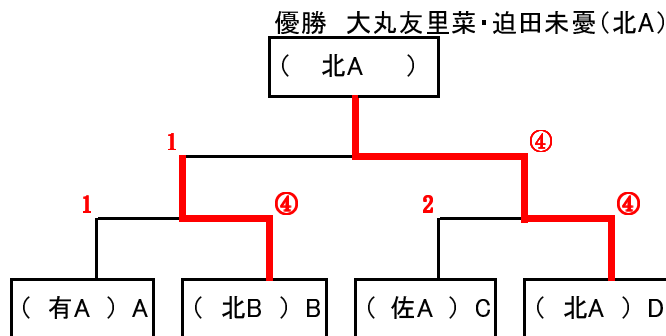 優勝 大丸友里菜・迫田未憂(北A)
( 北A )
1 ④
1 ④ 2 ④
( 有A ) A ( 北B ) B ( 佐A ) C ( 北A ) D